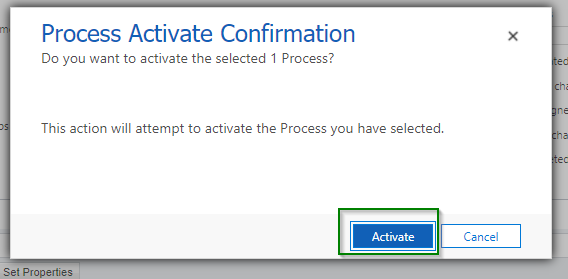 Process Activate Confirmation
Do you want to activate the selected 1 Process?
This action will attempt to activate the Process you have selected.
Activate
Cancel
Set Properties